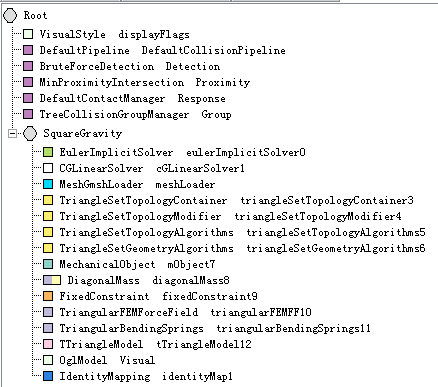 Root
VisualStyle displayFlags
DefaultPipeline DefaultCollisionPipeline
BruteForceDetection Detection
MinProximityIntersection Proximity
DefaultContactManager Response
TreeCollisionGroupManager Group
SquareGravity
EulerImplicitSolver eulerImplicitSolver0
CGLinearSolver cGLinearSolver1
MeshGmshLoader meshLoader
TriangleSetTopologyContainer triangleSetTopologyContainer3
TriangleSetTopologyModifier triangleSetTopologyModifier4
TriangleSetTopologyAlgorithms triangleSetTopologyAlgorithms5
TriangleSetGeometryAlgorithms triangleSetGeometryAlgorithms6
MechanicalObject mObject7
DiagonalMass diagonalMass8
FixedConstraint fixedConstraint9
TriangularFEMForceField triangularFEMFF10
TriangularBendingSprings triangularBendingSprings11
TTriangleModel tTriangleModel12
OglModel Visual
IdentityMapping identityMap1